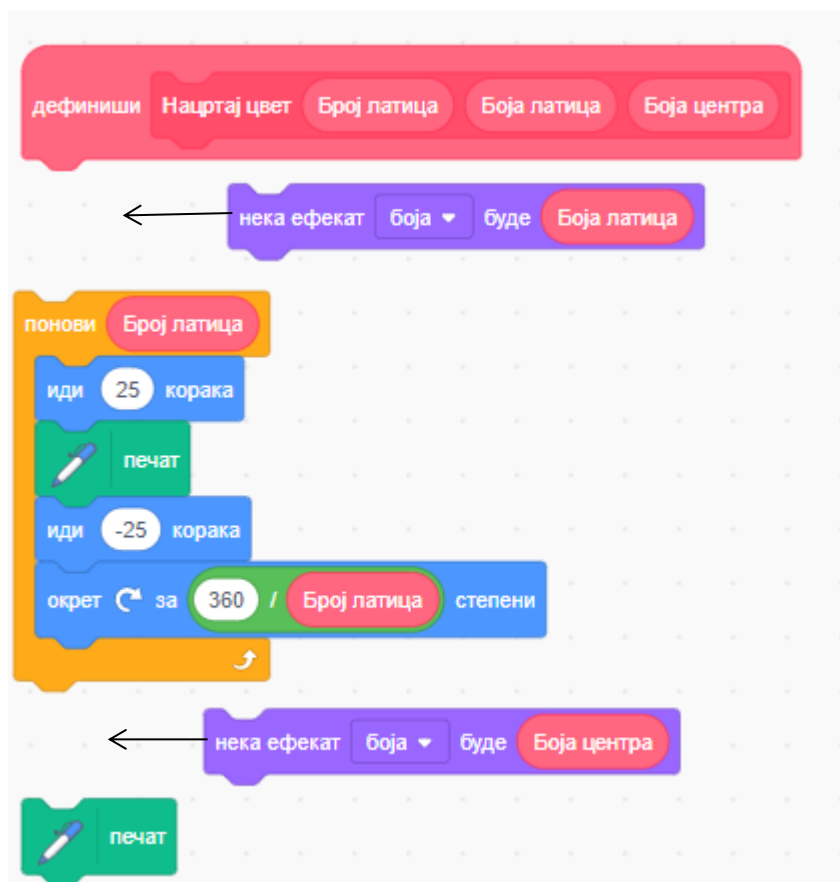 дефиниши Нацртај цвет Број латица Боја латица Боја центра
нека ефекат боја буде Боја латица
понови Број латица
иди 25 корака
печат
иди -25 корака
окрет за 360 / Број латица степени
нека ефекат боја буде Боја центра
печат